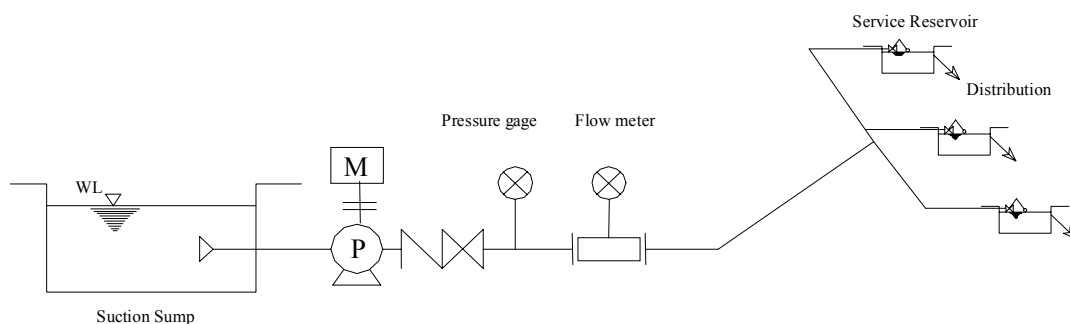 Service Reservoir
Distribution
Pressure gage
Flow meter
M
WL
P
Suction Sump